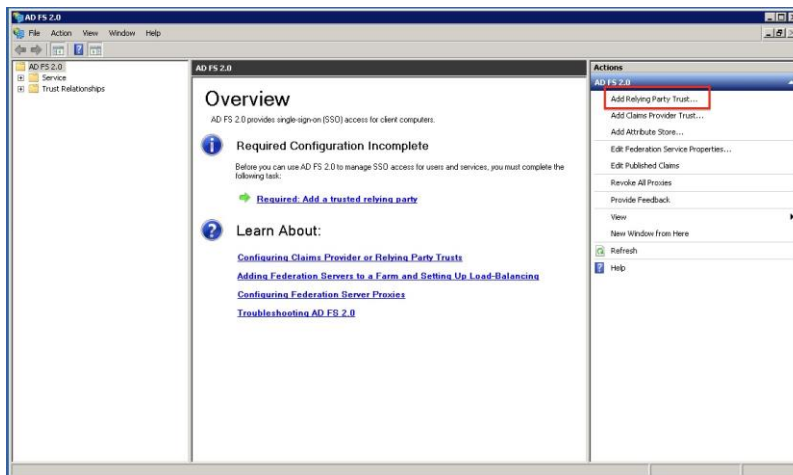 AD FS 2.0
File Action View Window Help
AD FS 2.0
Service
Trust Relationships
AD FS 2.0
Overview
AD FS 2.0 provides single-sign-on (SSO) access for client computers.
Required Configuration Incomplete
Before you can use AD FS 2.0 to manage SSO access for users and services, you must complete the
following task:
Required: Add a trusted relying party
Learn About:
Configuring Claims Provider or Relying Party Trusts
Adding Federation Servers to a Farm and Setting Up Load-Balancing
Configuring Federation Server Proxies
Troubleshooting AD FS 2.0
Actions
AD FS 2.0
Add Relying Party Trust...
Add Claims Provider Trust...
Add Attribute Store...
Edit Federation Service Properties...
Edit Published Claims
Revoke All Proxies
Provide Feedback
View
New Window from Here
Refresh
Help